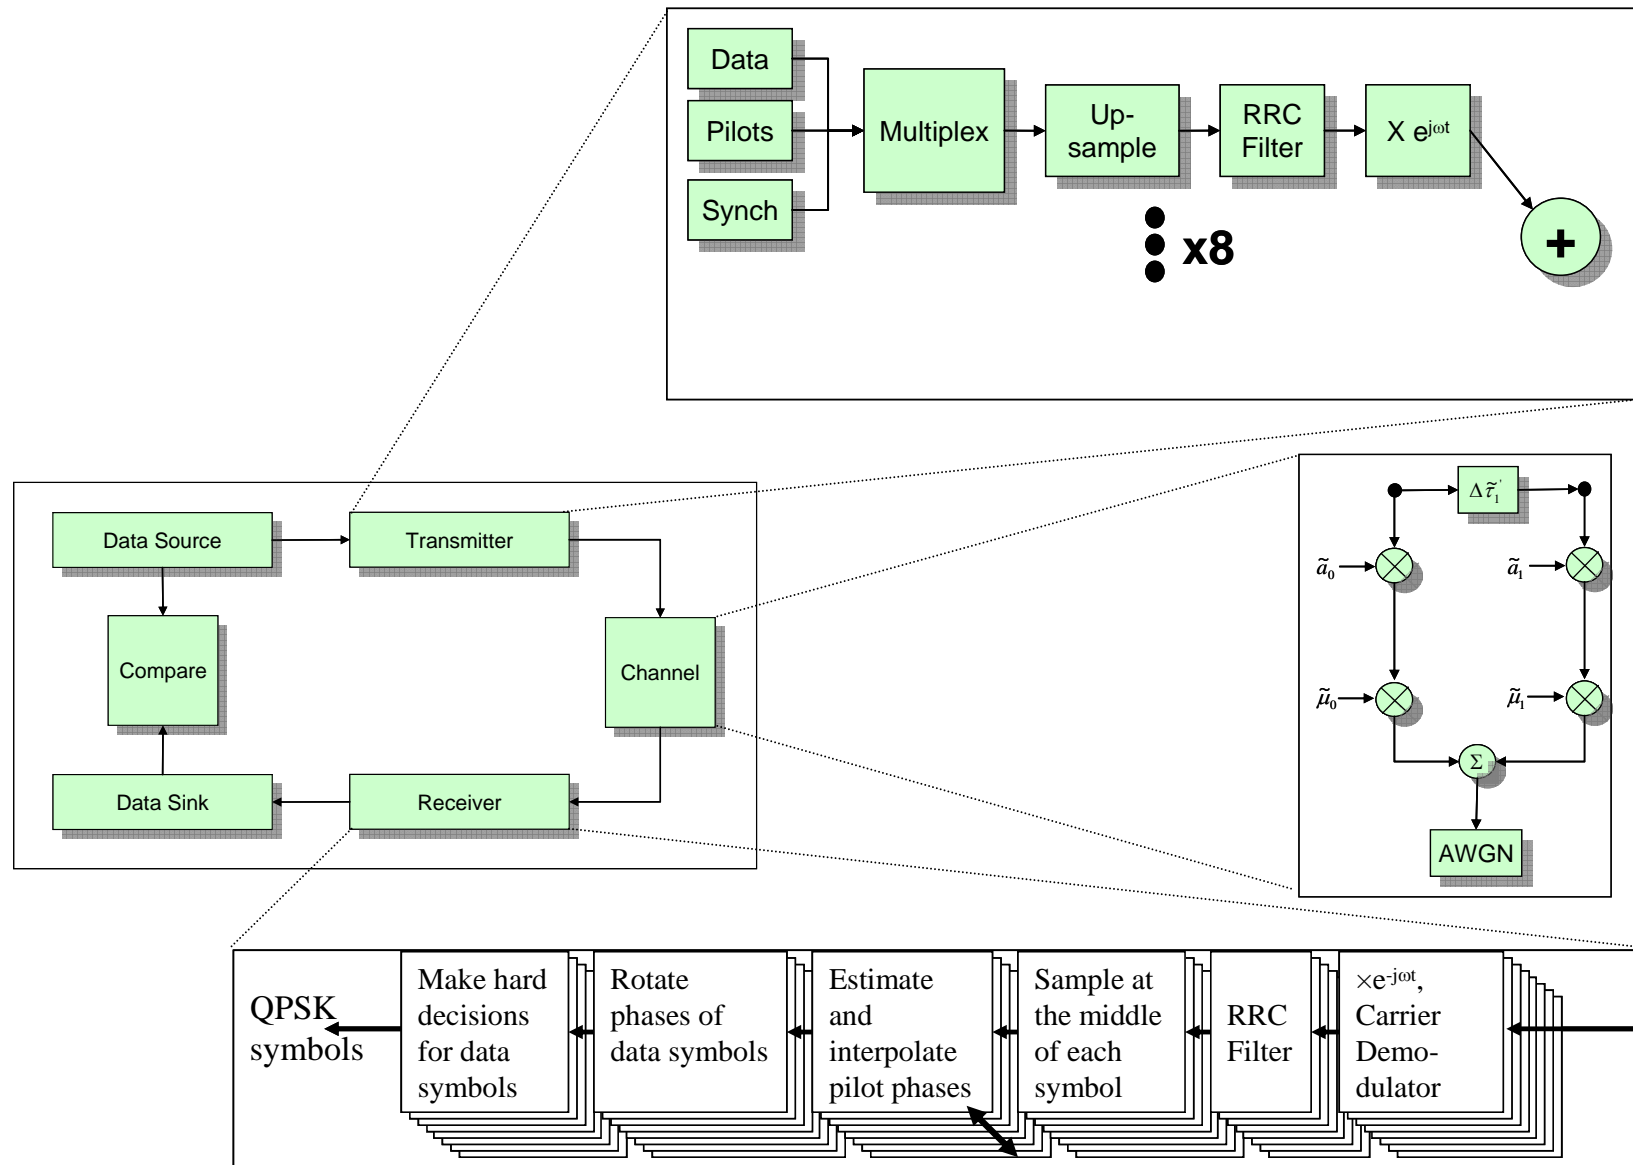 Data
Pilots
Synch
Multiplex
Up-
sample
RRC
Filter
X e^jωt
+
x8
Data Source
Transmitter
Compare
Channel
Data Sink
Receiver
Δτ̃₁'
ã₀
ã₁
μ̃₀
μ̃₁
Σ
AWGN
QPSK
symbols
Make hard
decisions
for data
symbols
Rotate
phases of
data symbols
Estimate
and
interpolate
pilot phases
Sample at
the middle
of each
symbol
RRC
Filter
×e^-jωt,
Carrier
Demo-
dulator